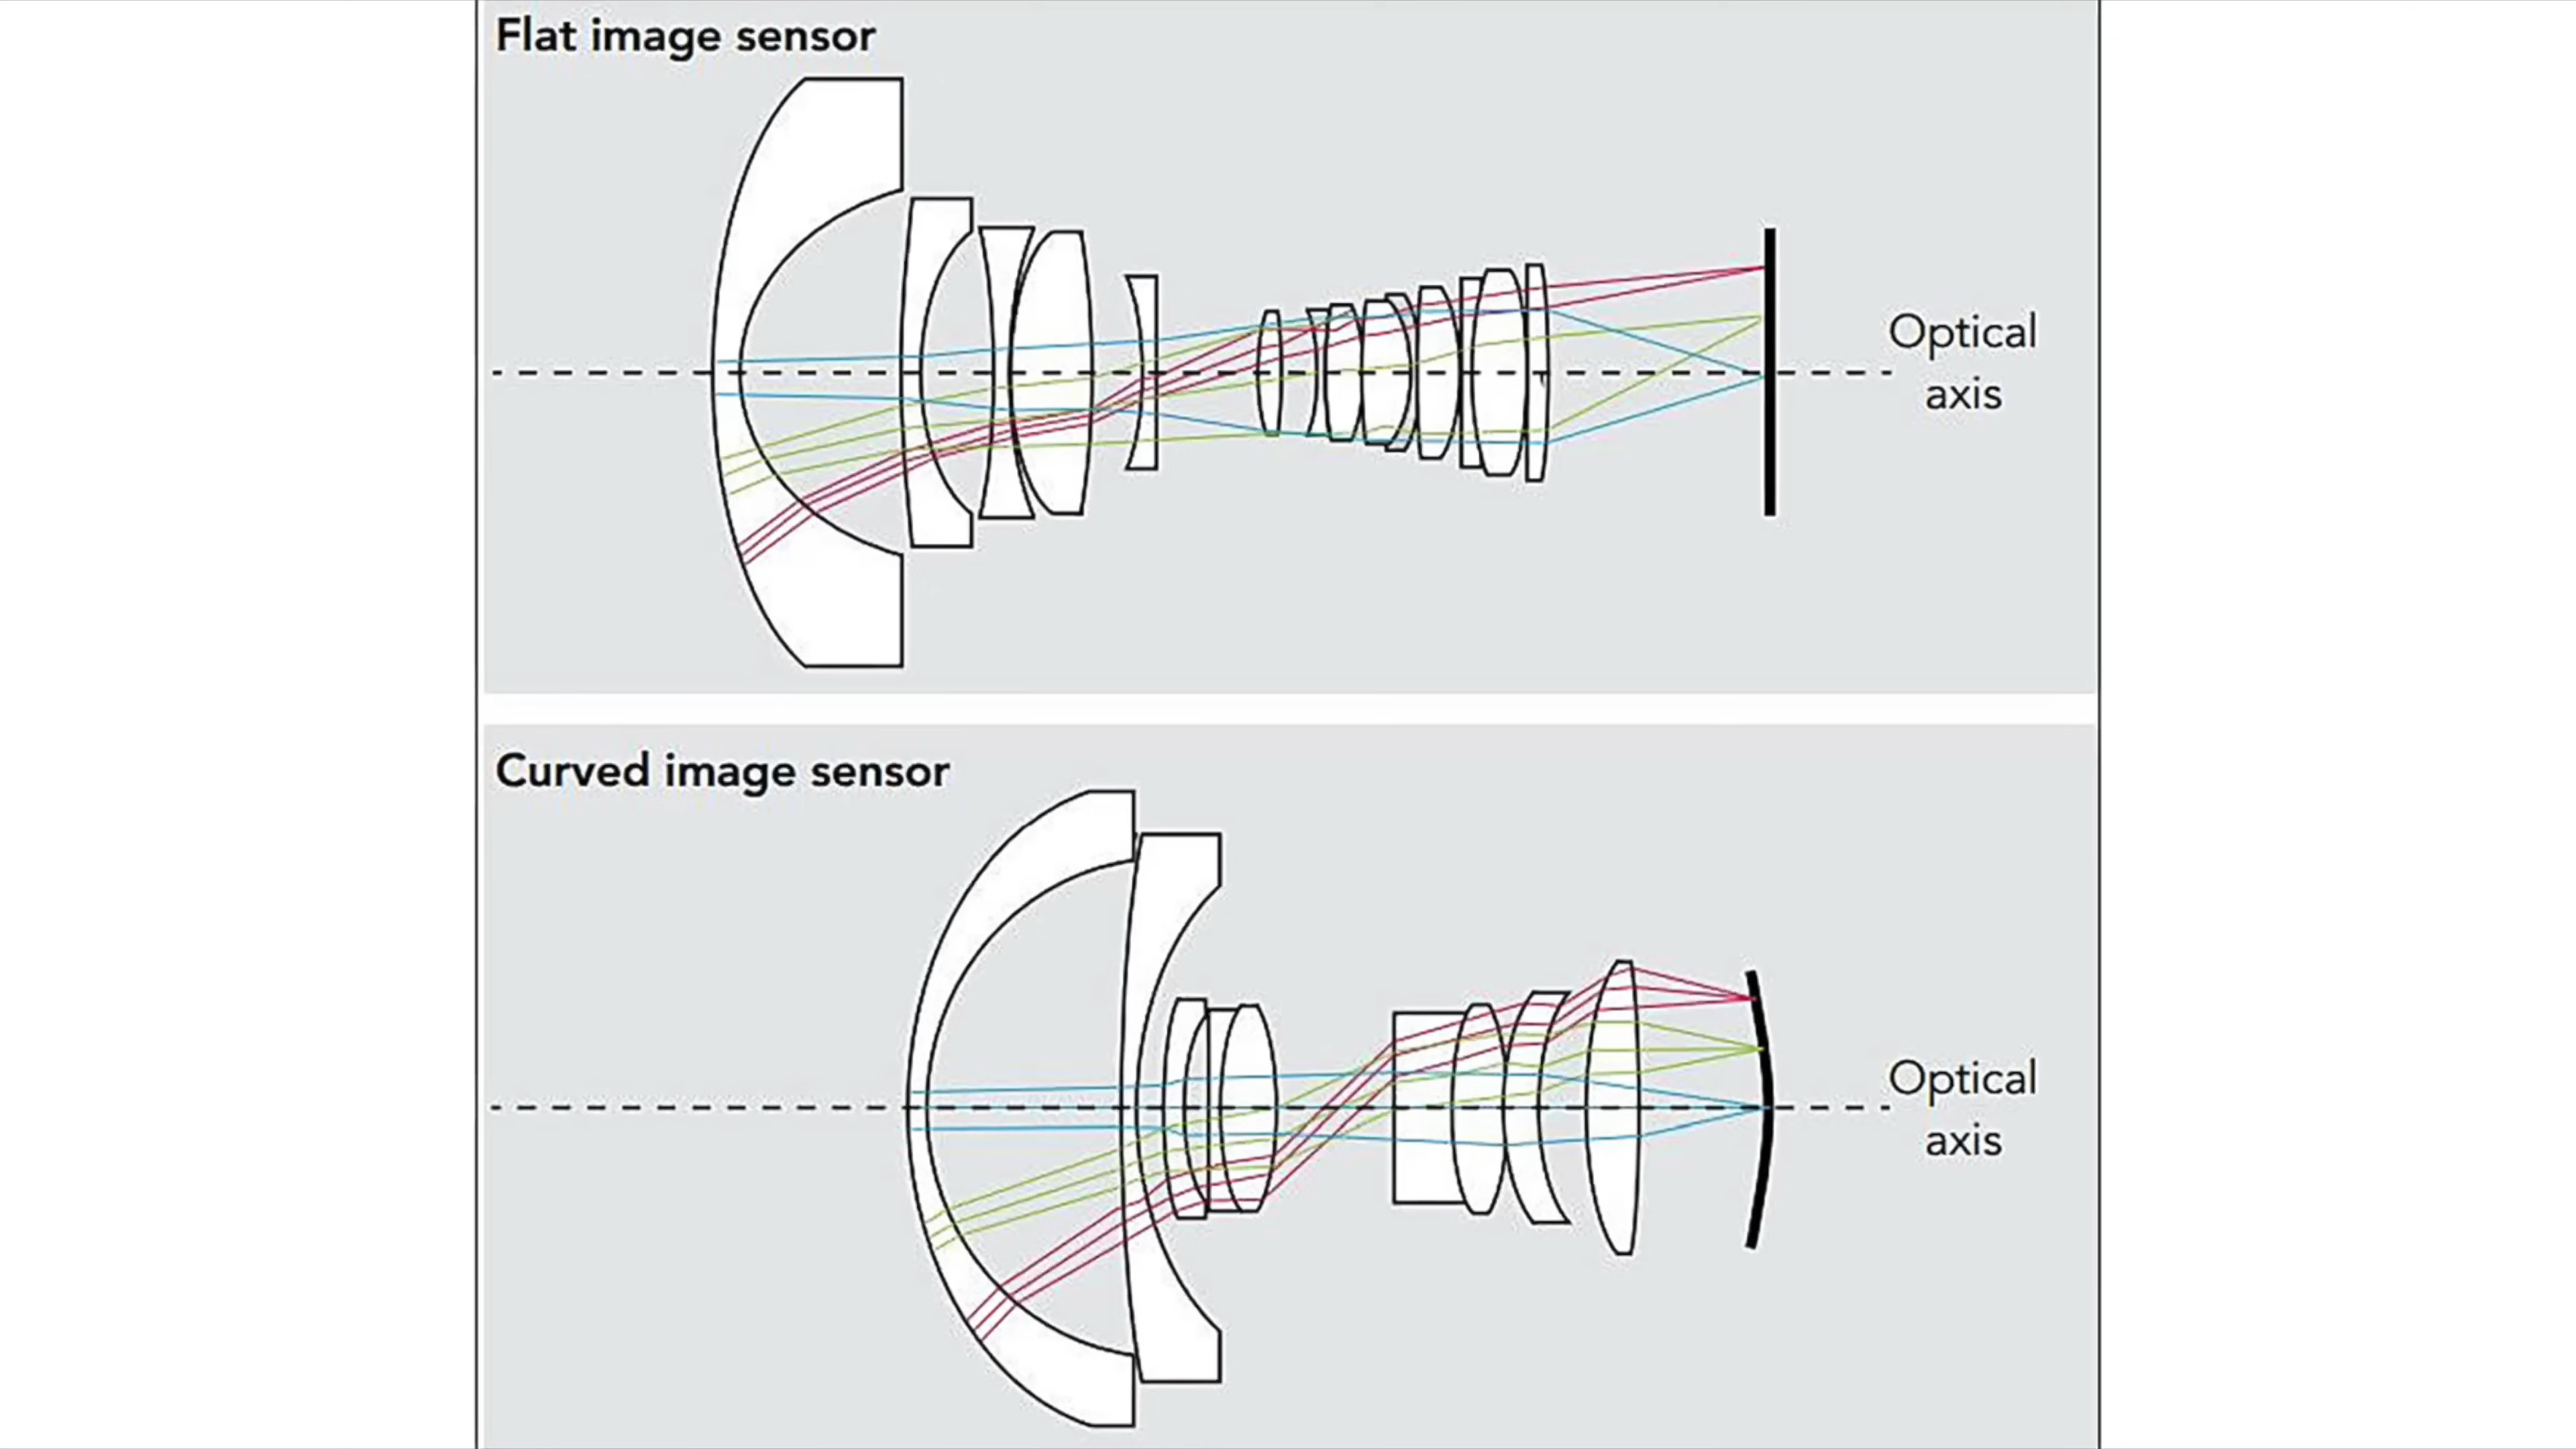 Flat image sensor
Optical
axis
Curved image sensor
Optical
axis